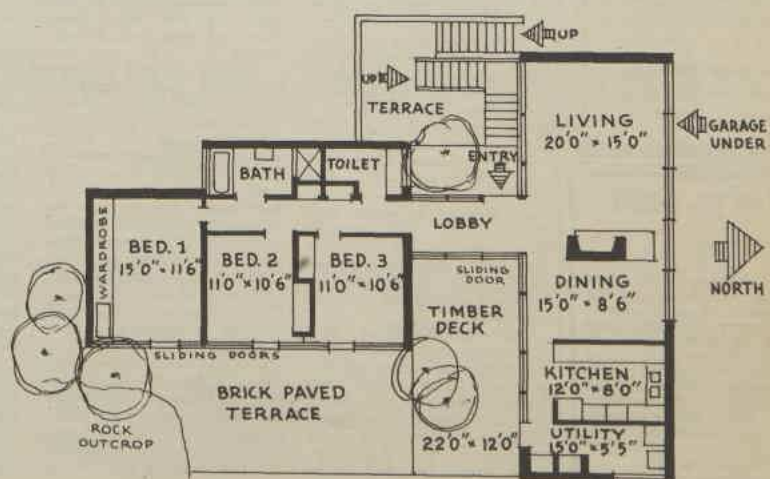 UP
UP
TERRACE
LIVING
20'0" × 15'0"
GARAGE
UNDER
ENTRY
BATH
TOILET
LOBBY
WARDROBE
BED. 1
15'0" × 11'6"
BED. 2
11'0" × 10'6"
BED. 3
11'0" × 10'6"
SLIDING
DOOR
DINING
15'0" × 8'6"
NORTH
TIMBER
DECK
SLIDING DOORS
KITCHEN
12'0" × 8'0"
BRICK PAVED
TERRACE
ROCK
OUTCROP
22'0" × 12'0"
UTILITY
15'0" × 5'5"